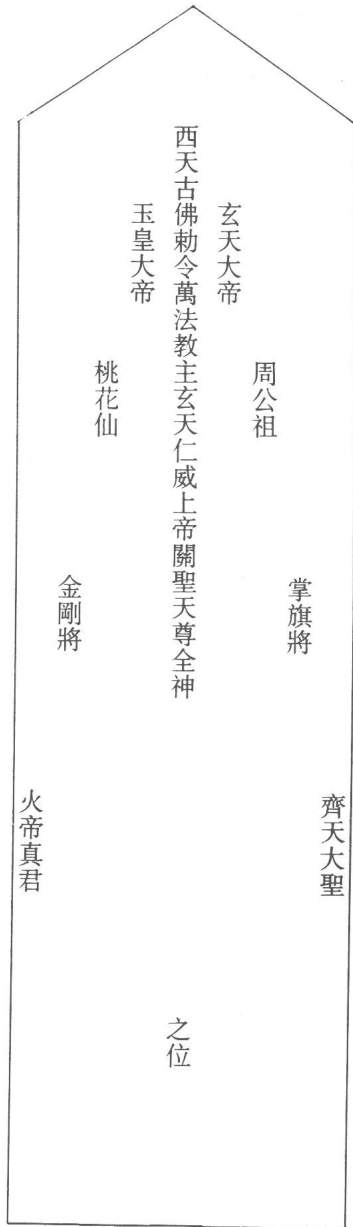 齊天大聖
掌旗將
周公祖
玄天大帝
西天古佛勅令萬法教主玄天仁威上帝關聖天尊全神
之位
玉皇大帝
桃花仙
金剛將
火帝真君